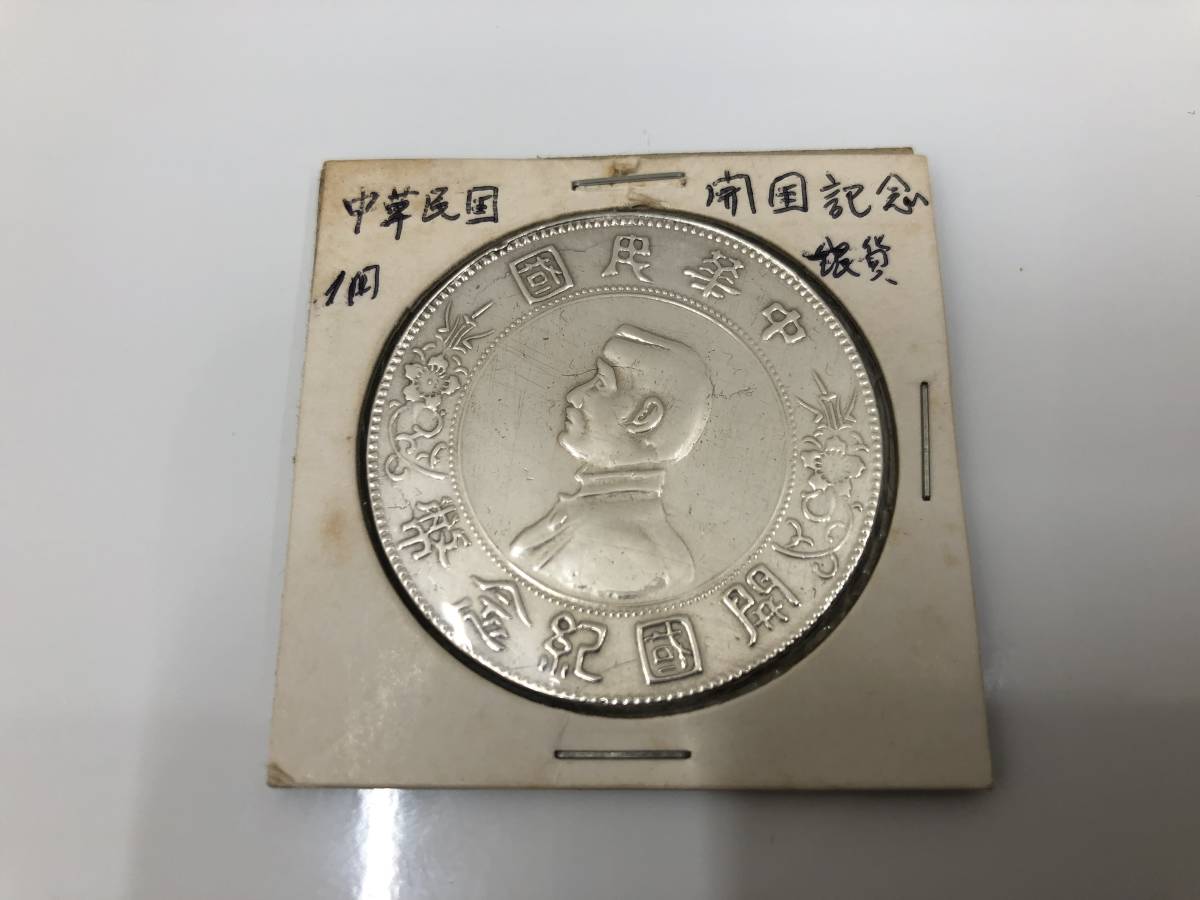 中華民国 開国記念
1圓 銀貨
中華民國
開國紀念幣